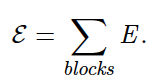 ℰ = ∑ E.
blocks